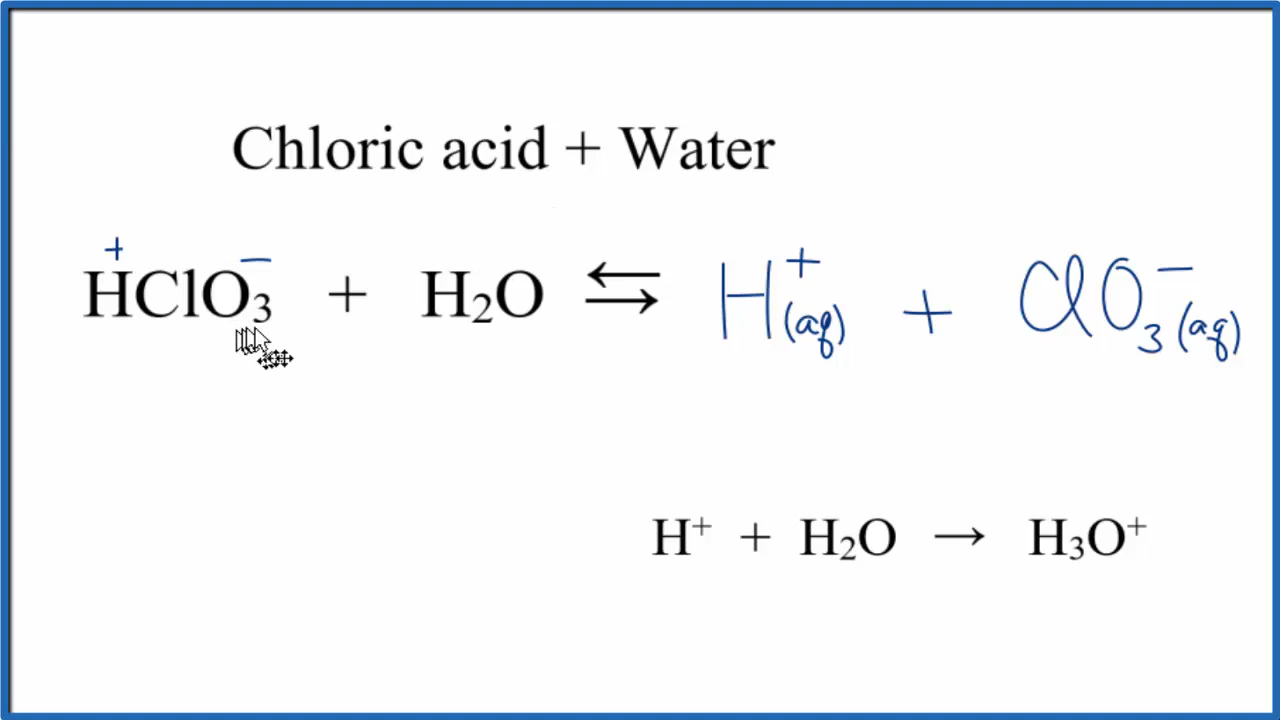 Chloric acid + Water
+ −
HClO₃ + H₂O ⇆ H⁺(aq) + ClO₃⁻(aq)
H⁺ + H₂O → H₃O⁺